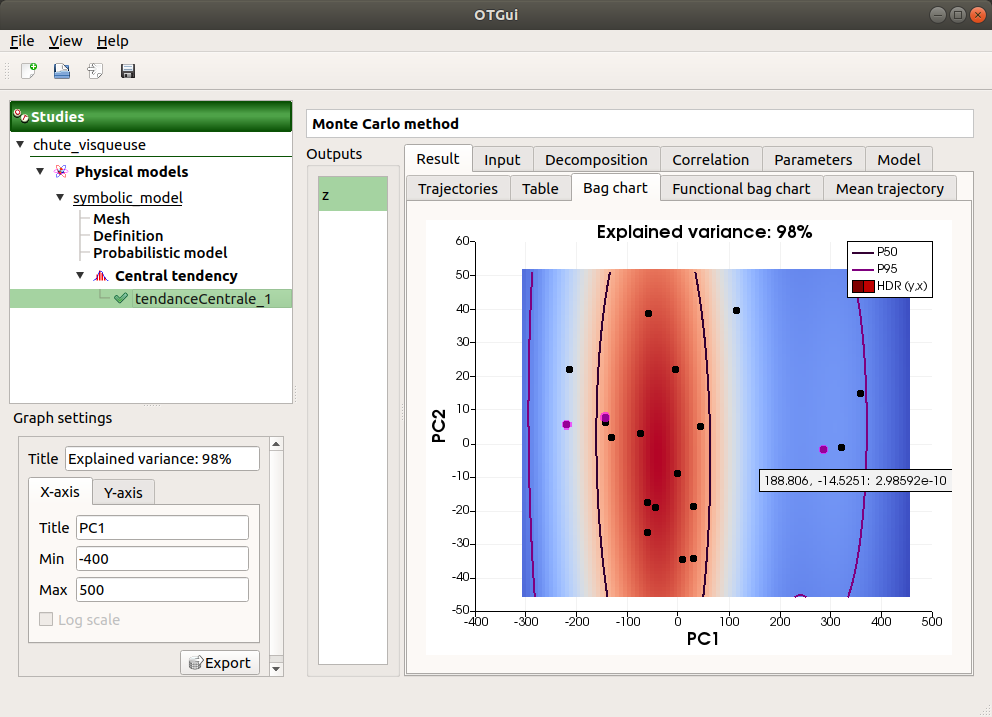 OTGui
File View Help
Studies
chute_visqueuse
Physical models
symbolic_model
Mesh
Definition
Probabilistic model
Central tendency
tendanceCentrale_1
Graph settings
Title Explained variance: 98%
X-axis Y-axis
Title PC1
Min -400
Max 500
Log scale
Export
Monte Carlo method
Outputs
z
Result Input Decomposition Correlation Parameters Model
Trajectories Table Bag chart Functional bag chart Mean trajectory
Explained variance: 98%
P50
P95
HDR (y,x)
PC2
60
50
40
30
20
10
0
-10
-20
-30
-40
-50
188.806, -14.5251: 2.98592e-10
-400 -300 -200 -100 0 100 200 300 400 500
PC1